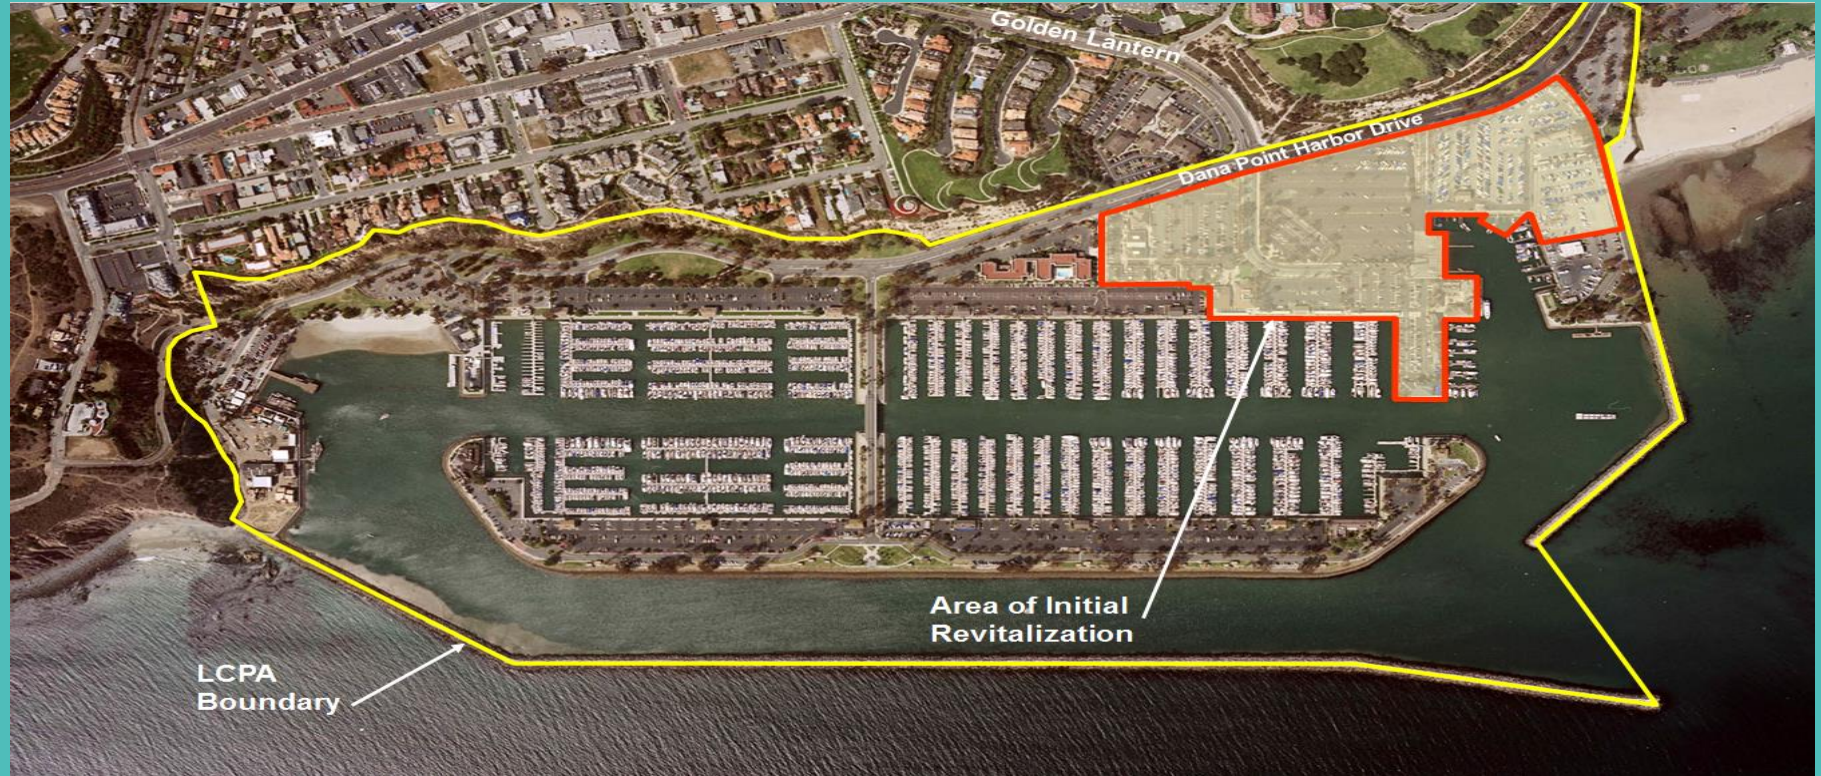 Golden Lantern
Dana Point Harbor Drive
Area of Initial
Revitalization
LCPA
Boundary